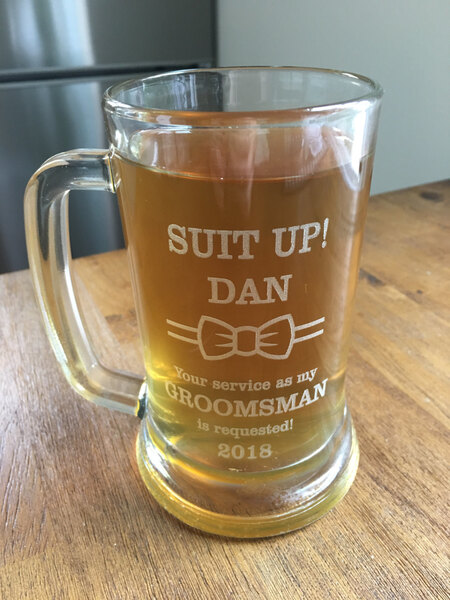 SUIT UP!
DAN
Your service as my
GROOMSMAN
is requested!
2018